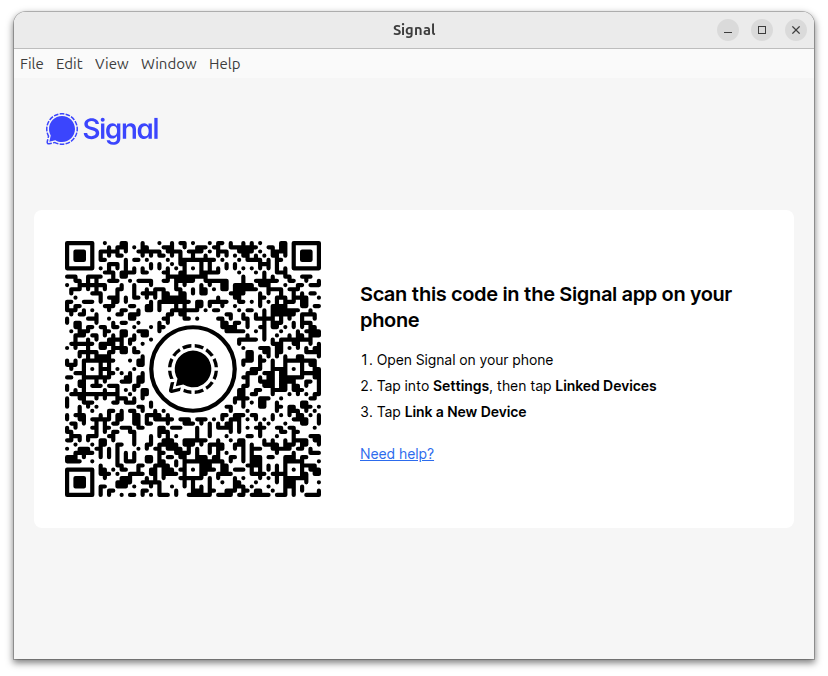 Signal
File Edit View Window Help
Signal
Scan this code in the Signal app on your
phone
1. Open Signal on your phone
2. Tap into Settings, then tap Linked Devices
3. Tap Link a New Device
Need help?